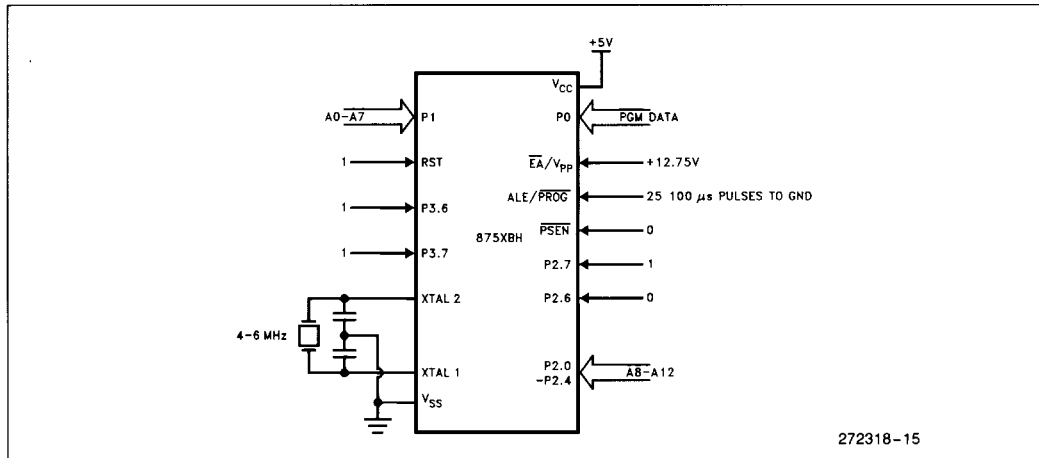 +5V
VCC
A0-A7
P1
P0
PGM DATA
1
RST
EA/VPP
+12.75V
ALE/PROG
25 100 μs PULSES TO GND
1
P3.6
PSEN
0
875XBH
1
P3.7
P2.7
1
XTAL 2
P2.6
0
4-6 MHz
XTAL 1
P2.0
-P2.4
A8-A12
VSS
272318-15